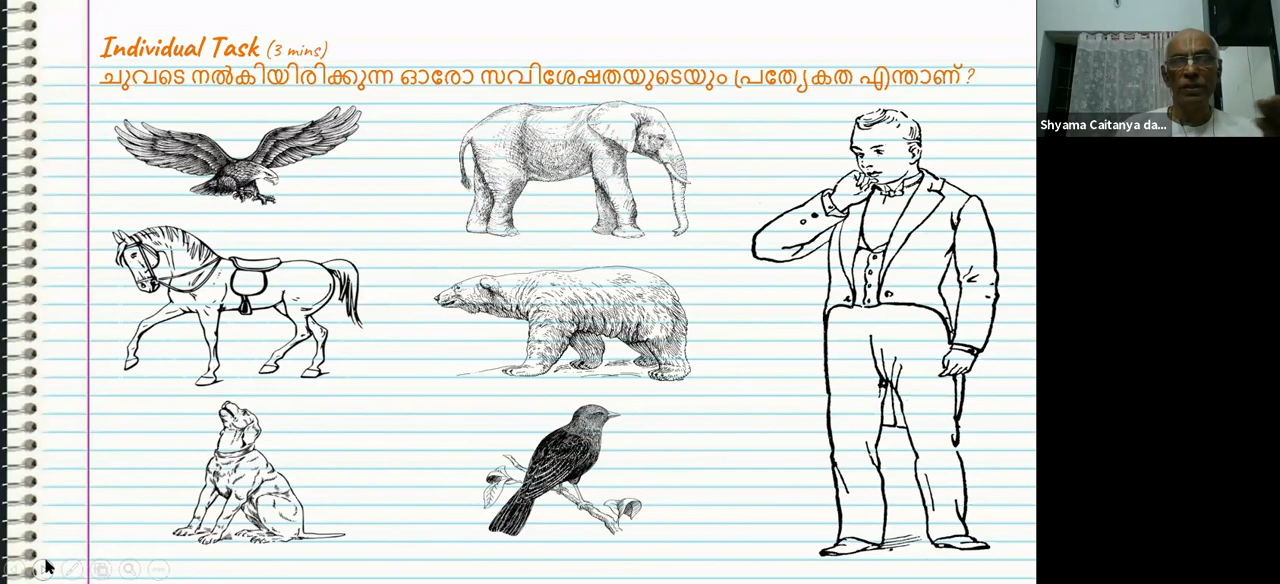 Individual Task (3 mins)
ചുവടെ നൽകിയിരിക്കുന്ന ഓരോ സവിശേഷതയുടെയും പ്രത്യേകത എന്താണ് ?
Shyama Caitanya da...